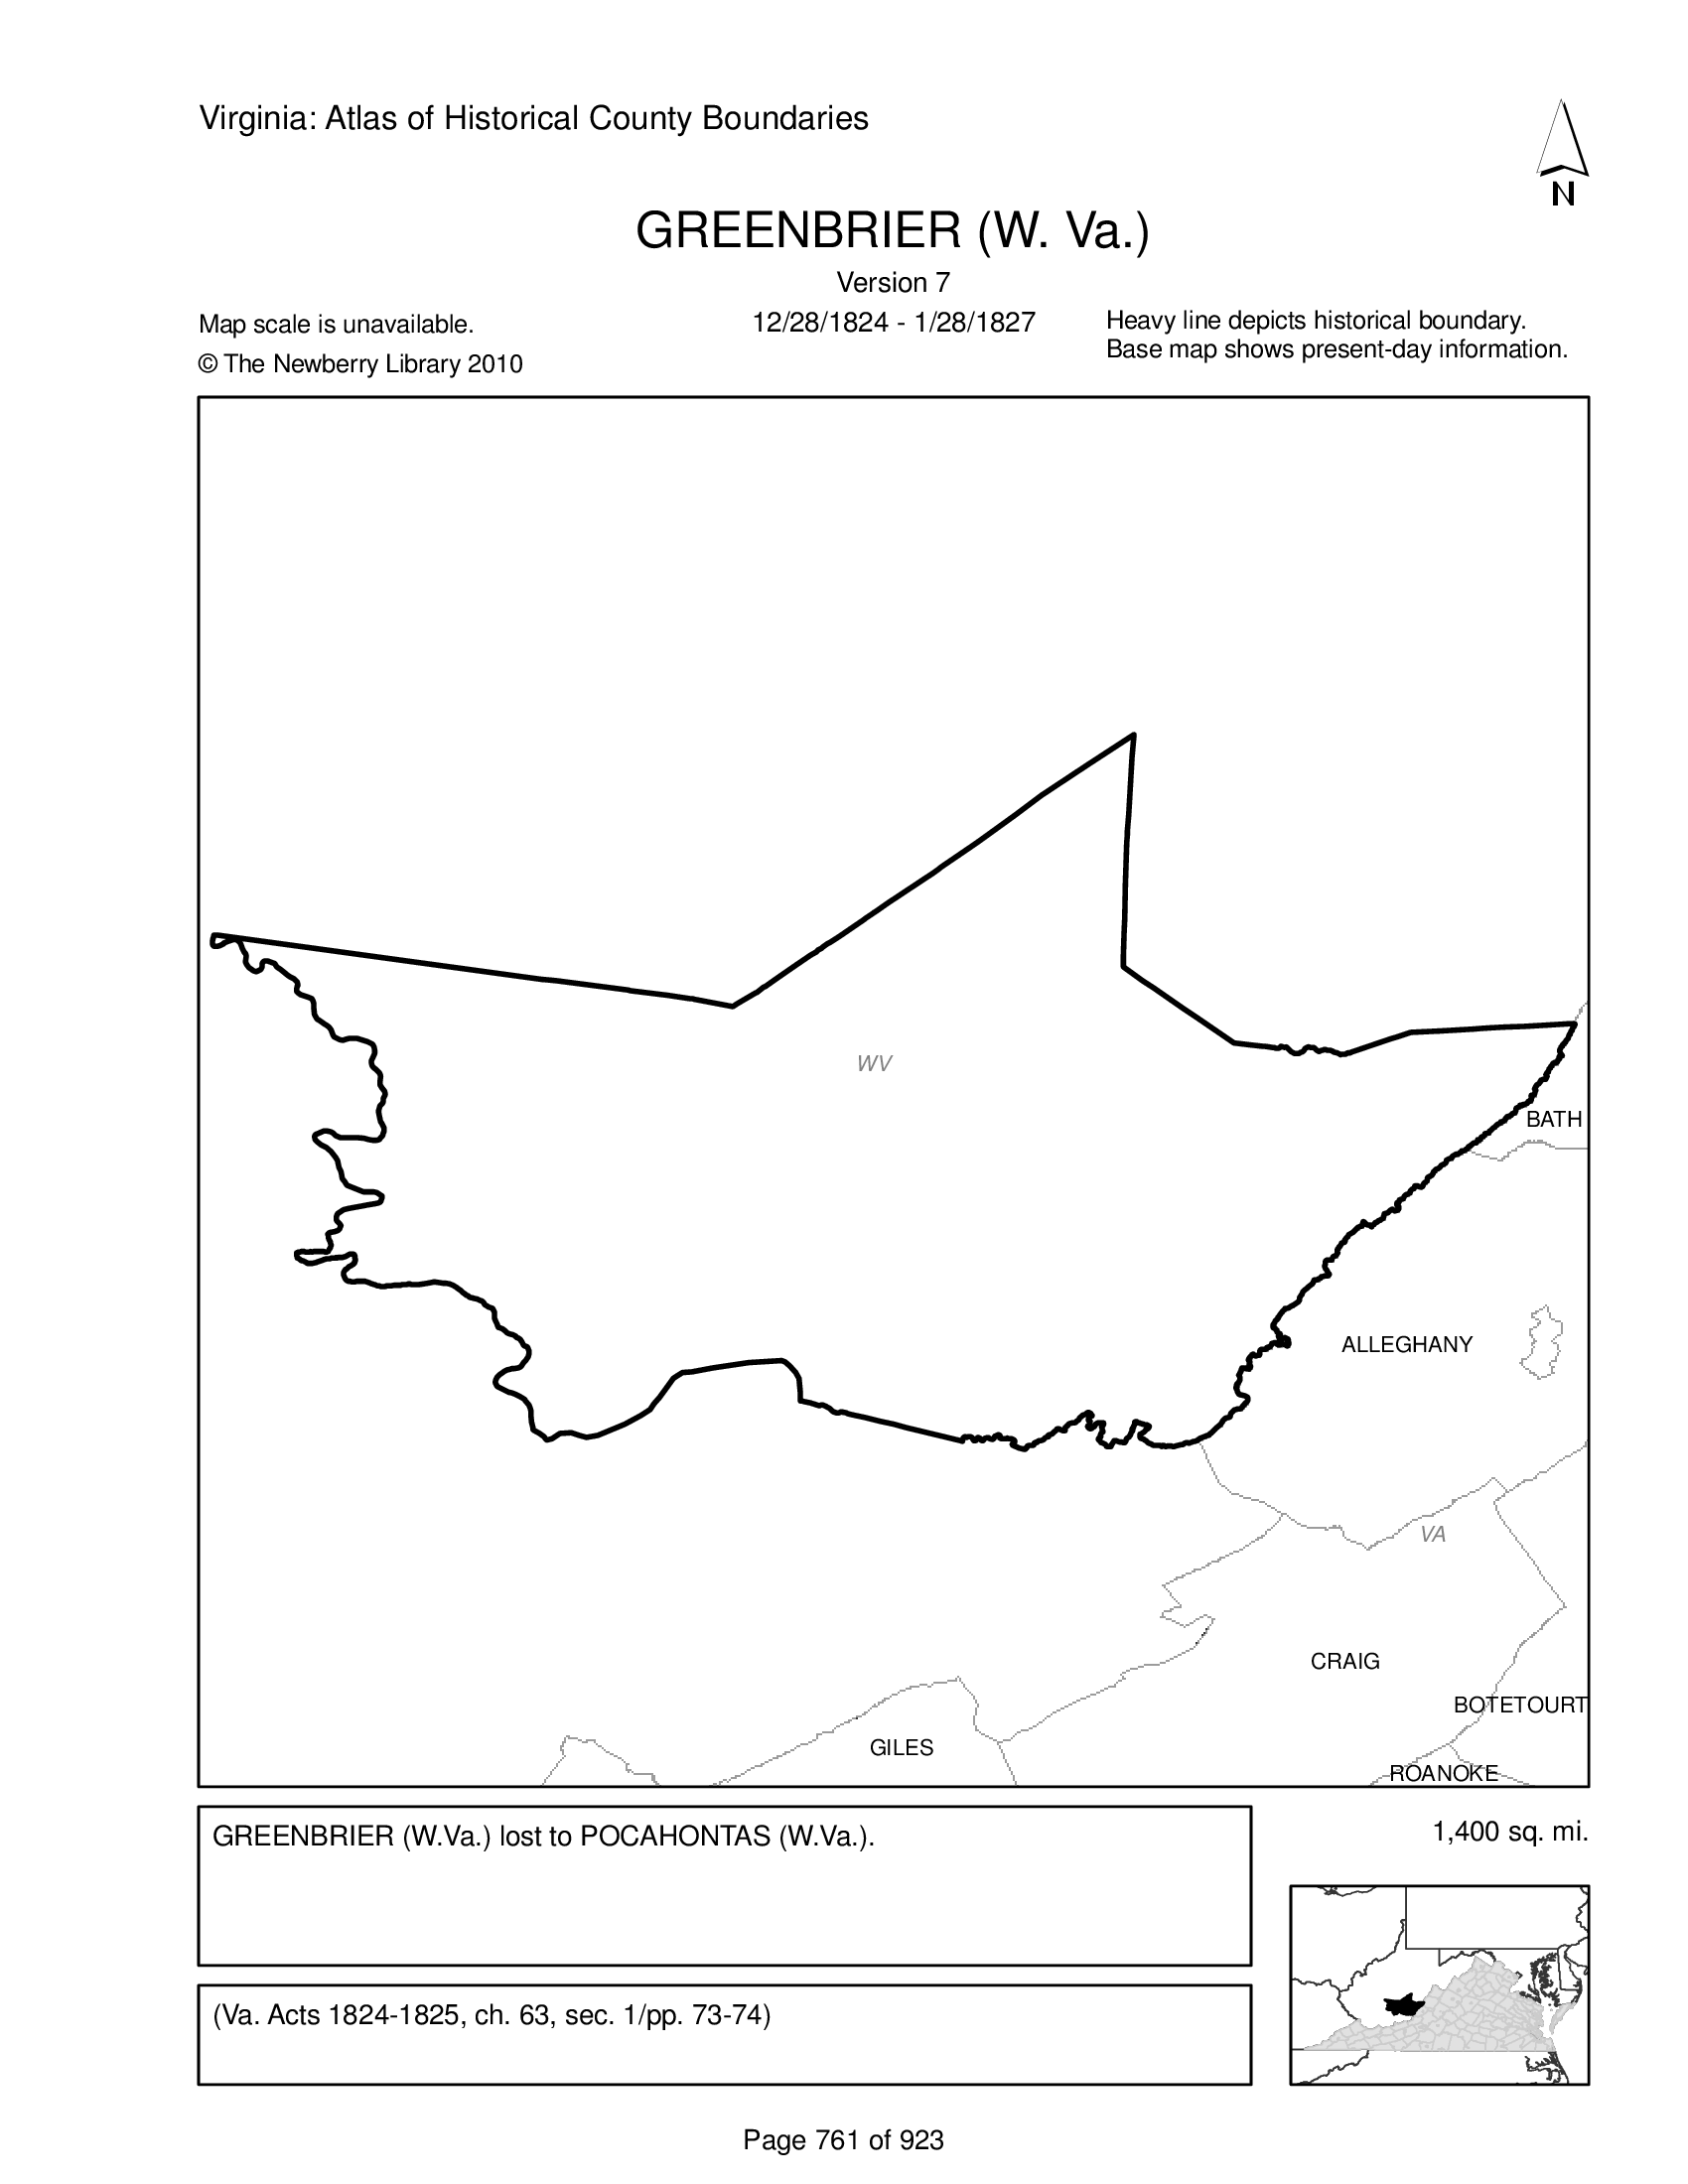 Virginia: Atlas of Historical County Boundaries
N
GREENBRIER (W. Va.)
Version 7
Map scale is unavailable.
12/28/1824 - 1/28/1827
Heavy line depicts historical boundary.
Base map shows present-day information.
© The Newberry Library 2010
WV
BATH
ALLEGHANY
VA
CRAIG
BOTETOURT
GILES
ROANOKE
GREENBRIER (W.Va.) lost to POCAHONTAS (W.Va.).
1,400 sq. mi.
(Va. Acts 1824-1825, ch. 63, sec. 1/pp. 73-74)
Page 761 of 923